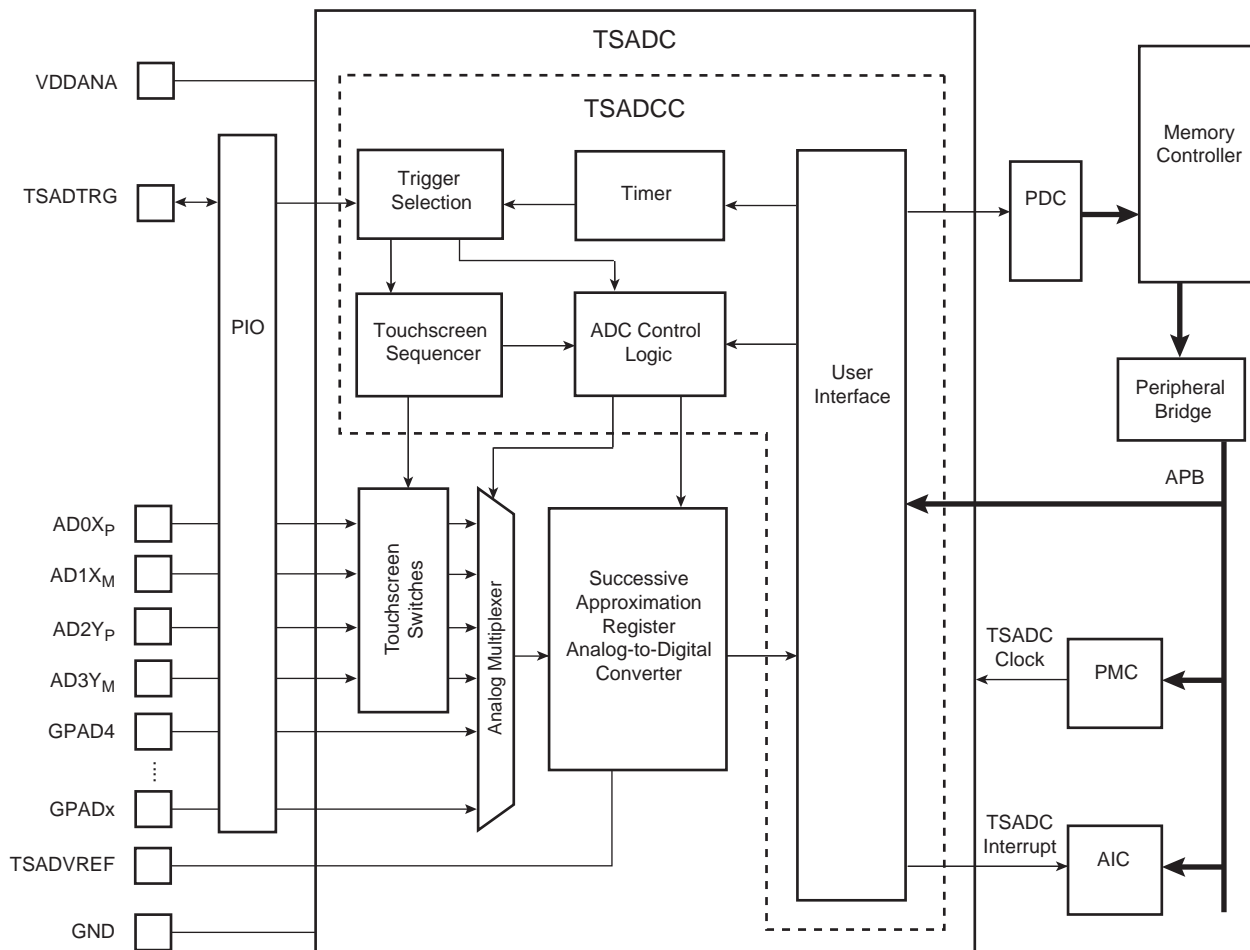 TSADC
VDDANA
TSADCC
Memory
Controller
Trigger
Selection
Timer
PDC
TSADTRG
PIO
Touchscreen
Sequencer
ADC Control
Logic
User
Interface
Peripheral
Bridge
APB
AD0XP
AD1XM
AD2YP
AD3YM
GPAD4
.....
GPADx
TSADVREF
GND
Touchscreen
Switches
Analog Multiplexer
Successive
Approximation
Register
Analog-to-Digital
Converter
TSADC
Clock
PMC
TSADC
Interrupt
AIC